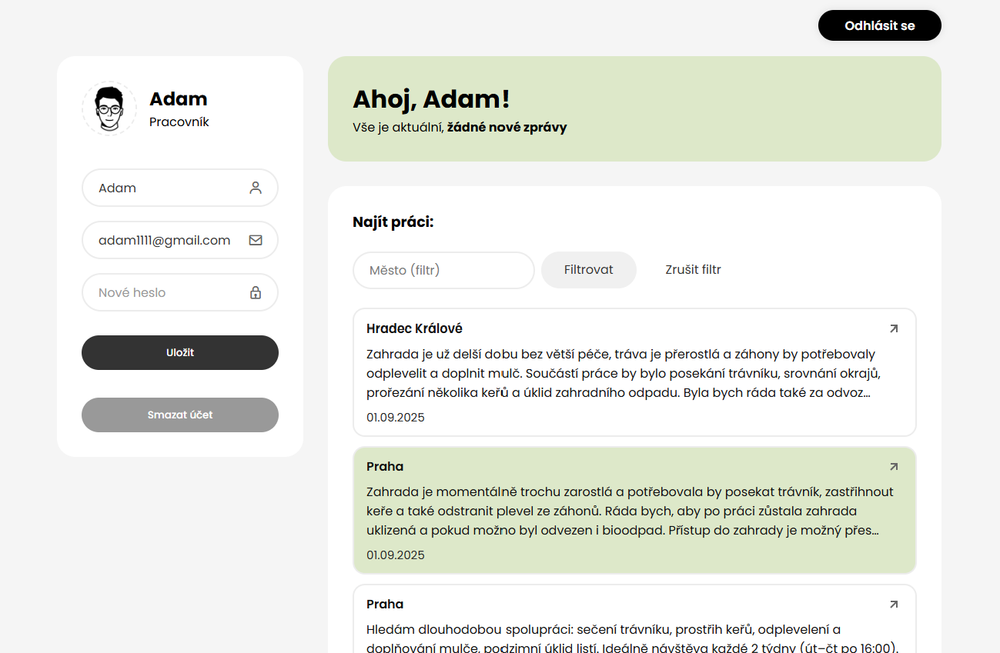 Odhlásit se
Adam
Pracovník
Adam
adam1111@gmail.com
Nové heslo
Uložit
Smazat účet
Ahoj, Adam!
Vše je aktuální, žádné nové zprávy
Najít práci:
Město (filtr)
Filtrovat
Zrušit filtr
Hradec Králové
Zahrada je už delší dobu bez větší péče, tráva je přerostlá a záhony by potřebovaly
odplevelit a doplnit mulč. Součástí práce by bylo posekání trávníku, srovnání okrajů,
prořezání několika keřů a úklid zahradního odpadu. Byla bych ráda také za odvoz…
01.09.2025
Praha
Zahrada je momentálně trochu zarostlá a potřebovala by posekat trávník, zastřihnout
keře a také odstranit plevel ze záhonů. Ráda bych, aby po práci zůstala zahrada
uklizená a pokud možno byl odvezen i bioodpad. Přístup do zahrady je možný přes…
01.09.2025
Praha
Hledám dlouhodobou spolupráci: sečení trávníku, prostřih keřů, odplevelení a
doplňování mulče, podzimní úklid listí. Ideálně návštěva každé 2 týdny (út–čt po 16:00).